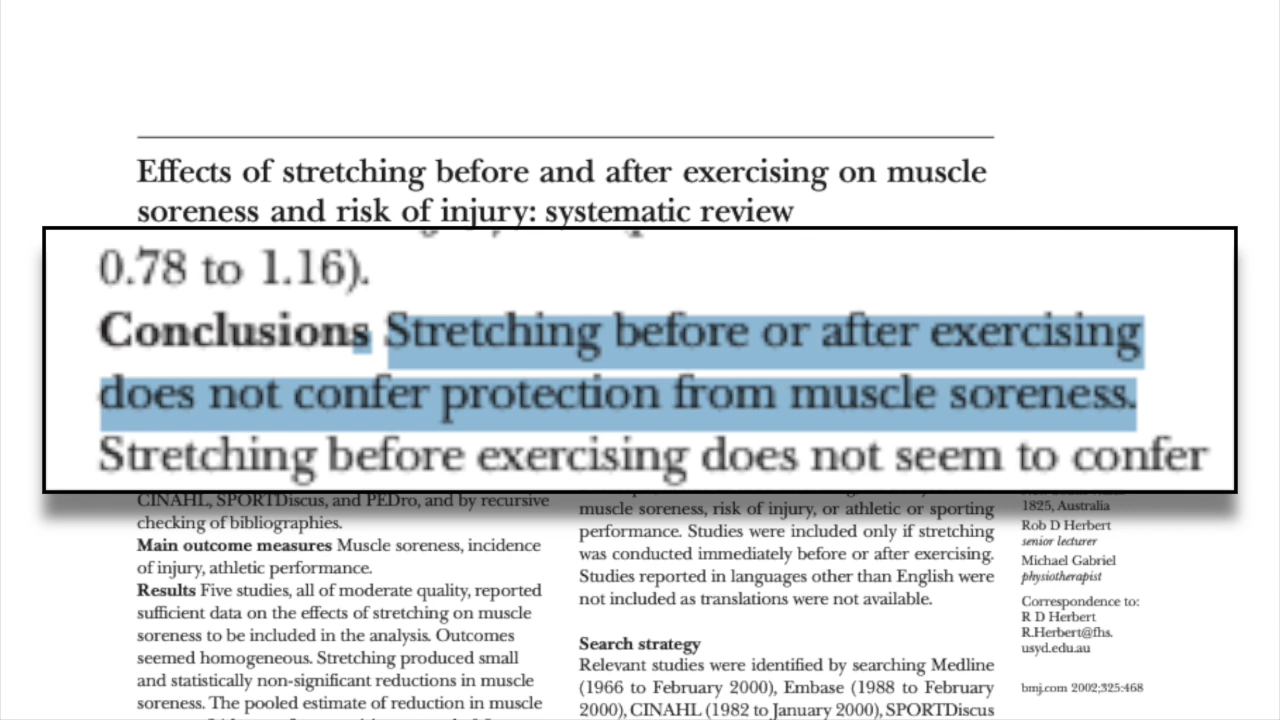 Effects of stretching before and after exercising on muscle
soreness and risk of injury: systematic review
0.78 to 1.16).
Conclusions Stretching before or after exercising
does not confer protection from muscle soreness.
Stretching before exercising does not seem to confer
CINAHL, SPORTDiscus, and PEDro, and by recursive
checking of bibliographies.
Main outcome measures Muscle soreness, incidence
of injury, athletic performance.
Results Five studies, all of moderate quality, reported
sufficient data on the effects of stretching on muscle
soreness to be included in the analysis. Outcomes
seemed homogeneous. Stretching produced small
and statistically non-significant reductions in muscle
soreness. The pooled estimate of reduction in muscle
muscle soreness, risk of injury, or athletic or sporting
performance. Studies were included only if stretching
was conducted immediately before or after exercising.
Studies reported in languages other than English were
not included as translations were not available.
Search strategy
Relevant studies were identified by searching Medline
(1966 to February 2000), Embase (1988 to February
2000), CINAHL (1982 to January 2000), SPORTDiscus
1825, Australia
Rob D Herbert
senior lecturer
Michael Gabriel
physiotherapist
Correspondence to:
R D Herbert
R.Herbert@fhs.
usyd.edu.au
bmj.com 2002;325:468